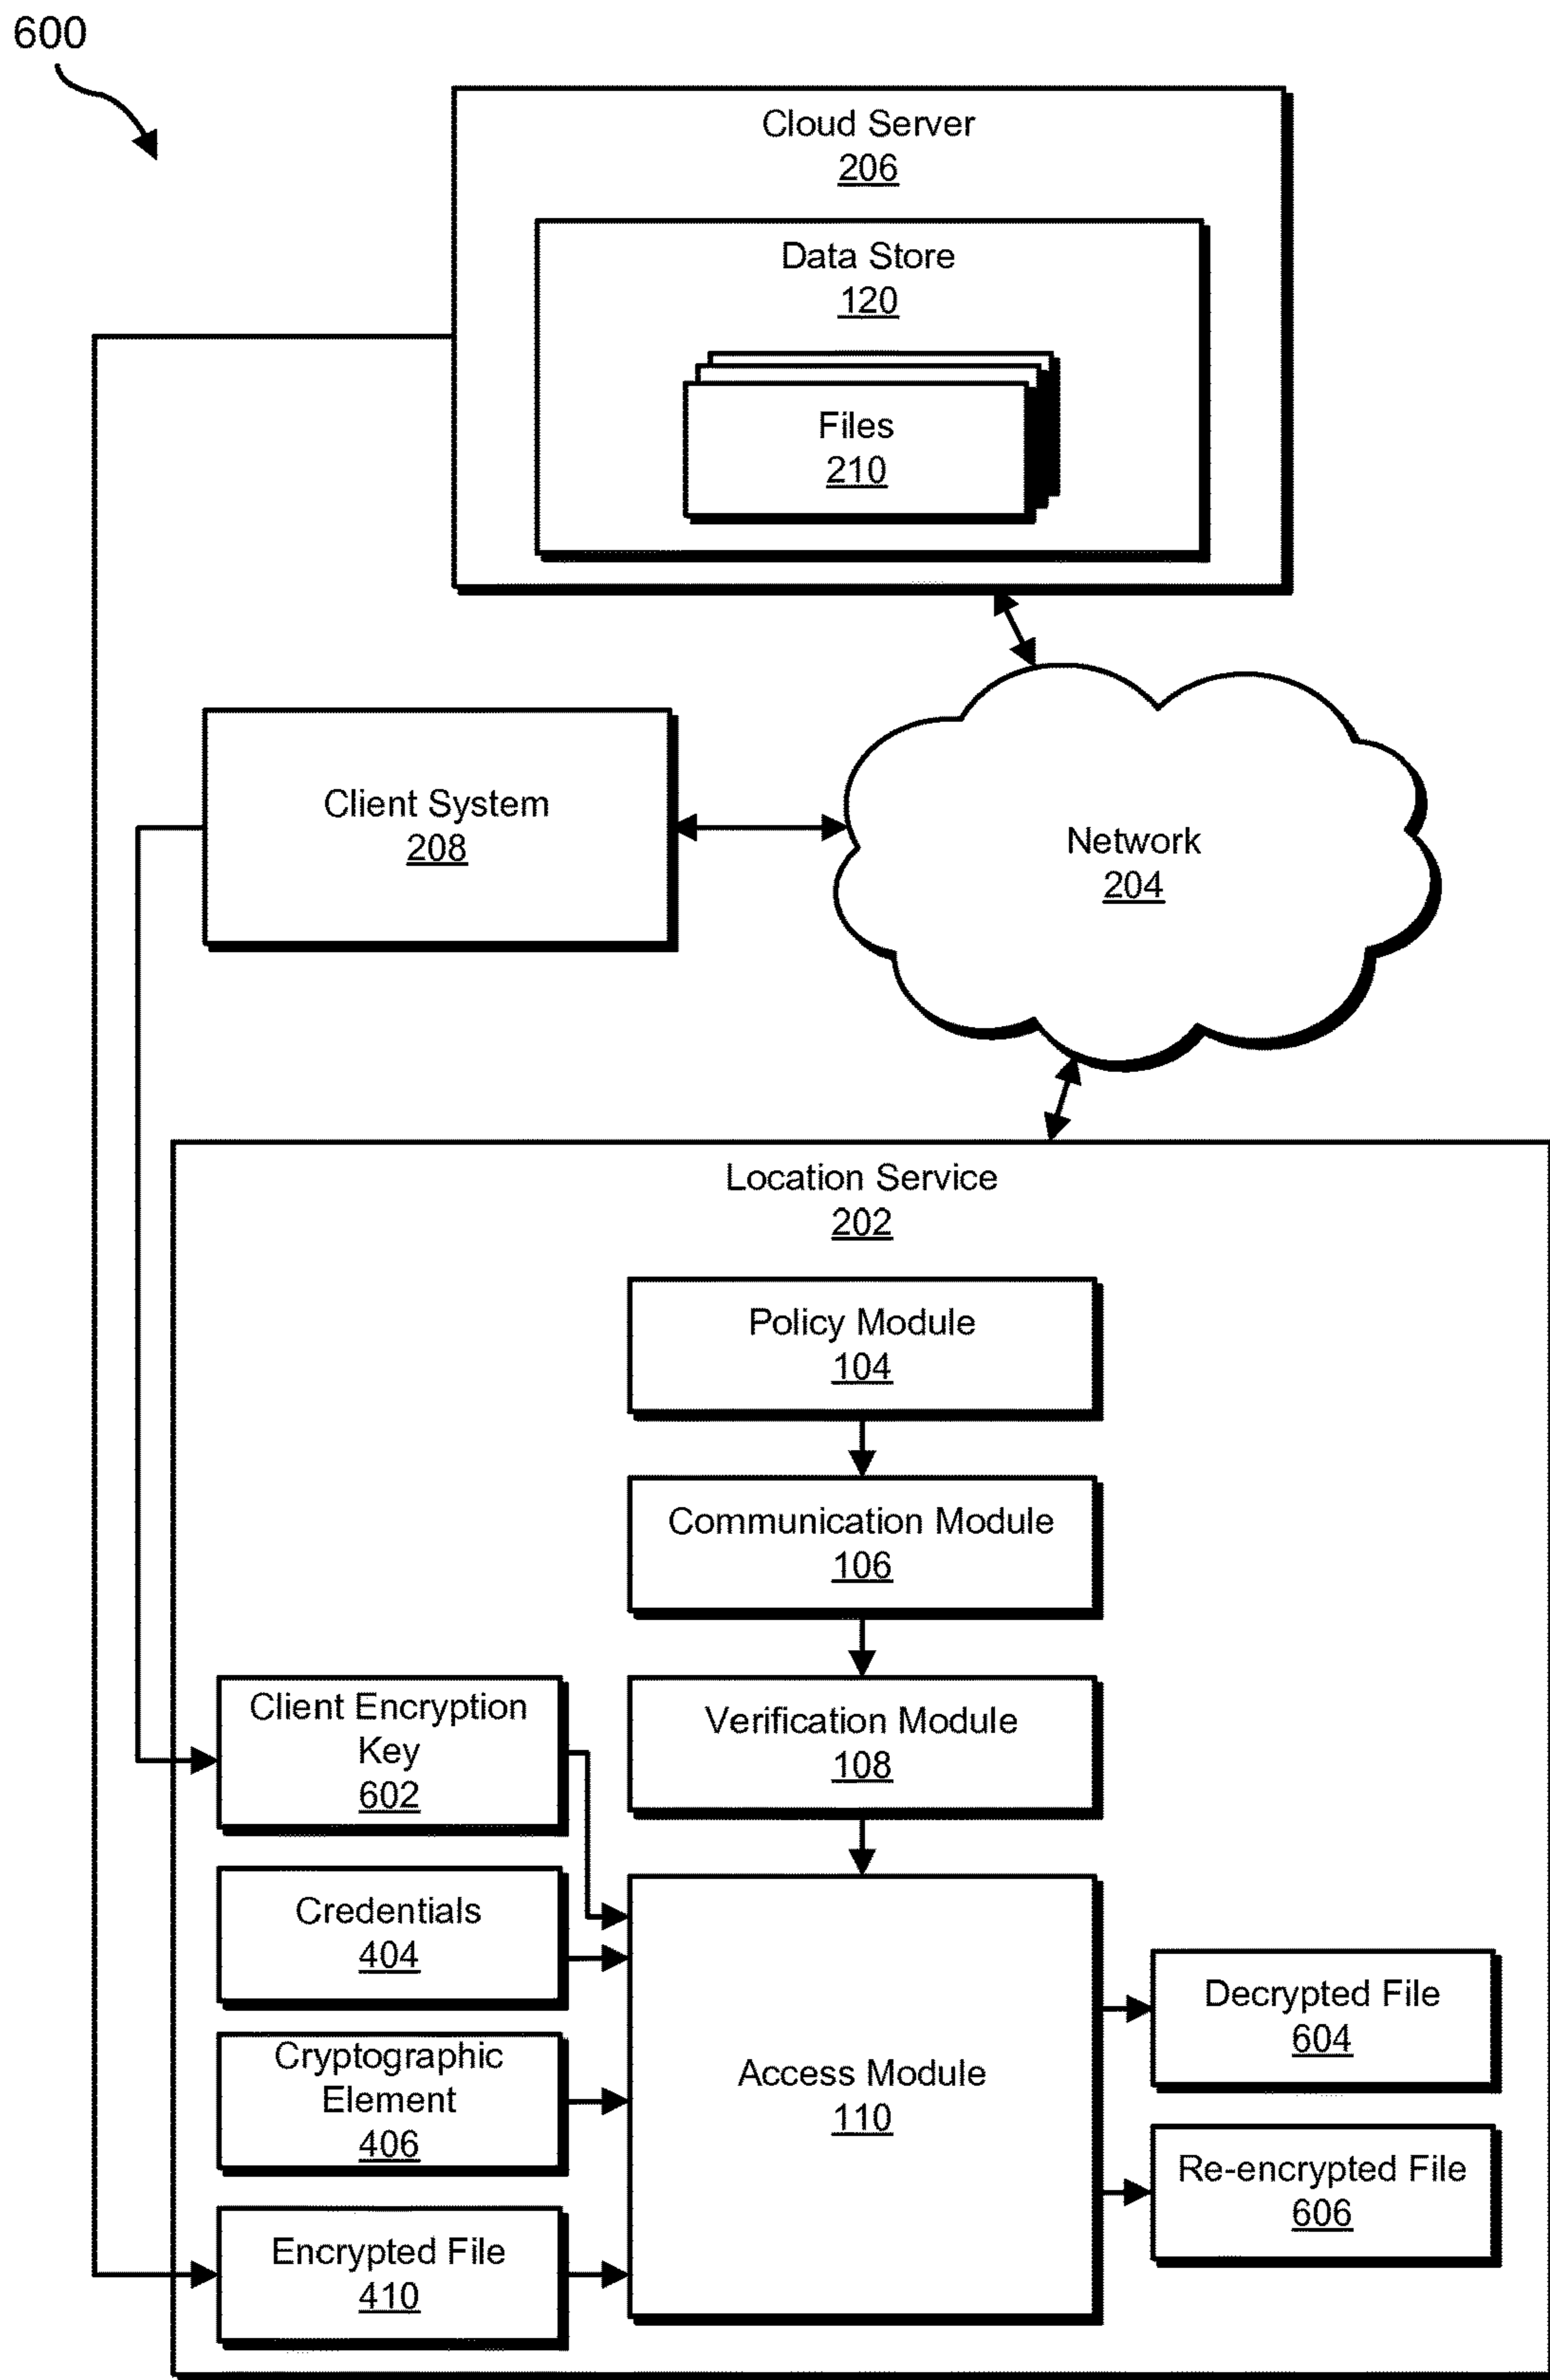 600
Cloud Server
206
Data Store
120
Files
210
Client System
208
Network
204
Location Service
202
Policy Module
104
Communication Module
106
Verification Module
108
Client Encryption
Key
602
Credentials
404
Cryptographic
Element
406
Encrypted File
410
Access Module
110
Decrypted File
604
Re-encrypted File
606